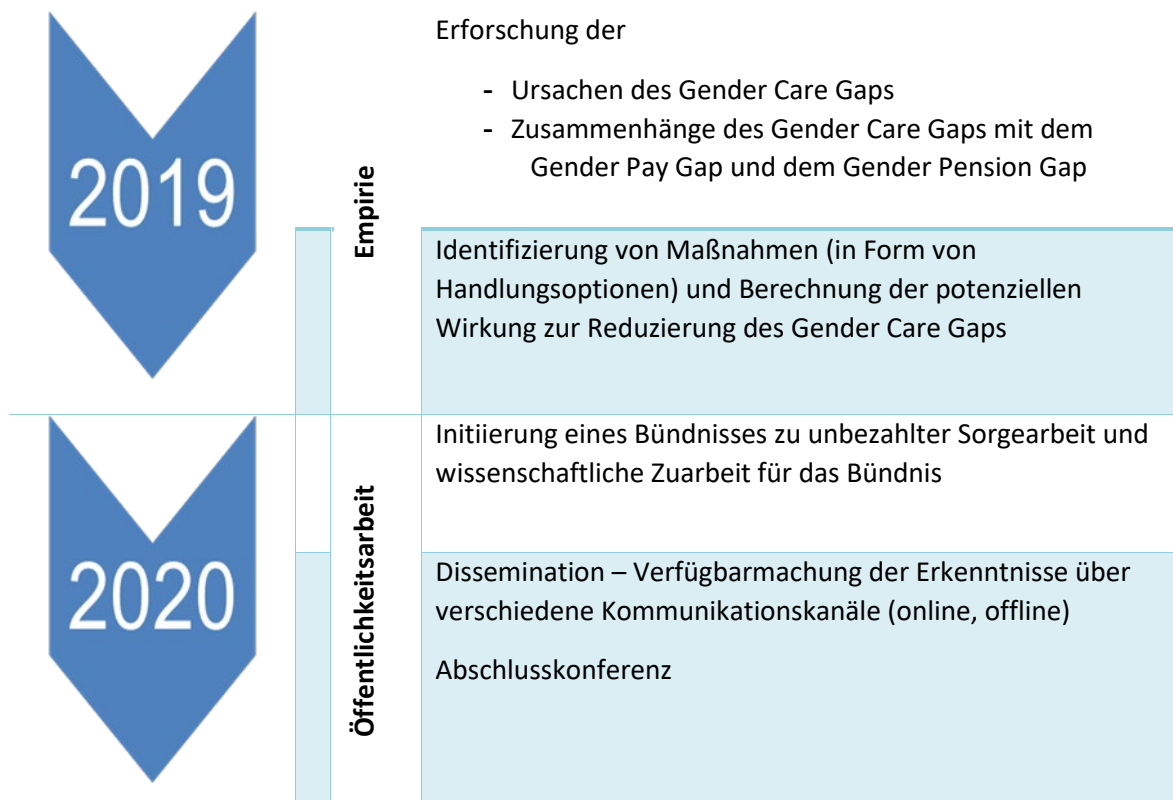 2019
Empirie
Erforschung der
- Ursachen des Gender Care Gaps
- Zusammenhänge des Gender Care Gaps mit dem
Gender Pay Gap und dem Gender Pension Gap
Identifizierung von Maßnahmen (in Form von
Handlungsoptionen) und Berechnung der potenziellen
Wirkung zur Reduzierung des Gender Care Gaps
2020
Öffentlichkeitsarbeit
Initiierung eines Bündnisses zu unbezahlter Sorgearbeit und
wissenschaftliche Zuarbeit für das Bündnis
Dissemination – Verfügbarmachung der Erkenntnisse über
verschiedene Kommunikationskanäle (online, offline)
Abschlusskonferenz